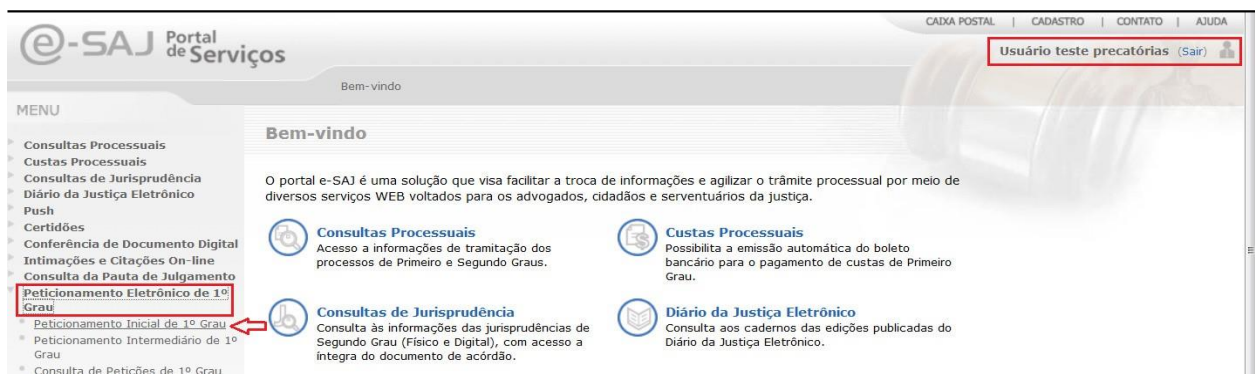 CAIXA POSTAL | CADASTRO | CONTATO | AJUDA
e-SAJ Portal de Serviços
Usuário teste precatórias (Sair)
Bem-vindo
MENU
Consultas Processuais
Custas Processuais
Consultas de Jurisprudência
Diário da Justiça Eletrônico
Push
Certidões
Conferência de Documento Digital
Intimações e Citações On-line
Consulta da Pauta de Julgamento
Peticionamento Eletrônico de 1º
Grau
Peticionamento Inicial de 1º Grau
Peticionamento Intermediário de 1º
Grau
Consulta de Petições de 1º Grau
Bem-vindo
O portal e-SAJ é uma solução que visa facilitar a troca de informações e agilizar o trâmite processual por meio de
diversos serviços WEB voltados para os advogados, cidadãos e serventuários da justiça.
Consultas Processuais
Acesso a informações de tramitação dos
processos de Primeiro e Segundo Graus.
Custas Processuais
Possibilita a emissão automática do boleto
bancário para o pagamento de custas de Primeiro
Grau.
Consultas de Jurisprudência
Consulta às informações das jurisprudências de
Segundo Grau (Físico e Digital), com acesso a
íntegra do documento de acórdão.
Diário da Justiça Eletrônico
Consulta aos cadernos das edições publicadas do
Diário da Justiça Eletrônico.